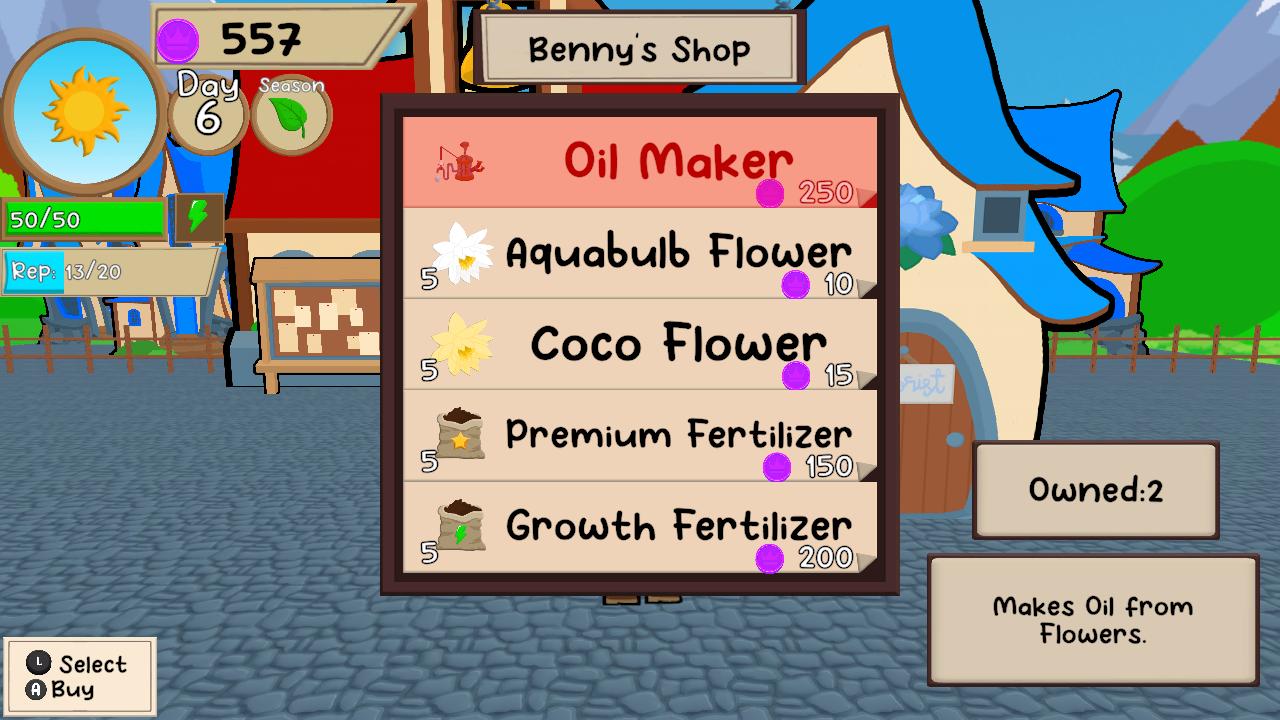 557
Benny's Shop
Day
6
Season
50/50
Rep: 13/20
Oil Maker
250
Aquabulb Flower
5
10
Coco Flower
5
15
Premium Fertilizer
5
150
Growth Fertilizer
5
200
Owned:2
Makes Oil from
Flowers.
L Select
A Buy